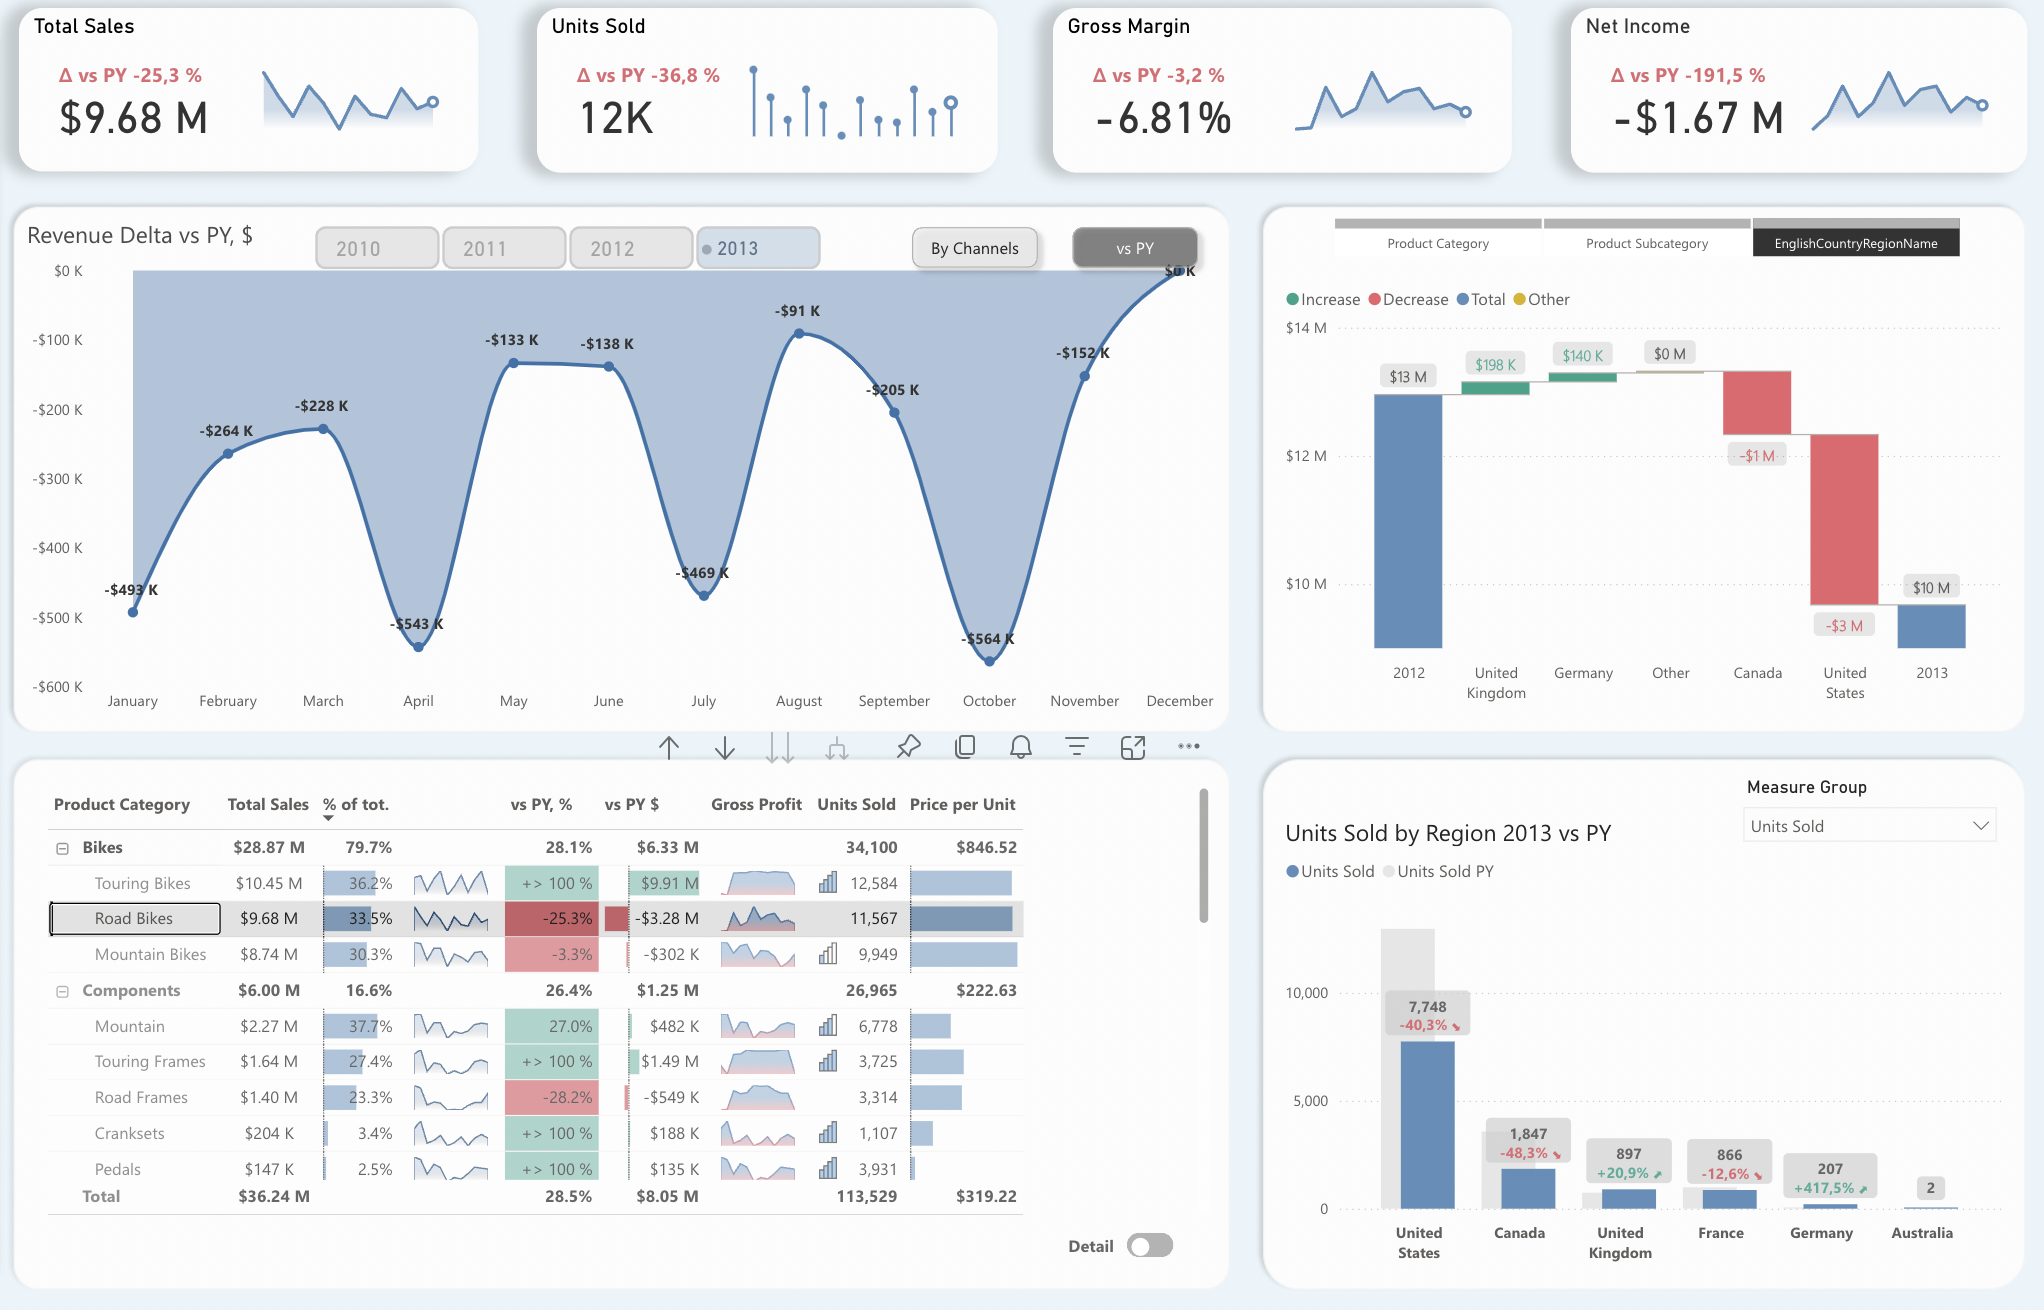 Total Sales
Δ vs PY -25,3 %
$9.68 M
Units Sold
Δ vs PY -36,8 %
12K
Gross Margin
Δ vs PY -3,2 %
-6.81%
Net Income
Δ vs PY -191,5 %
-$1.67 M
Revenue Delta vs PY, $
2010
2011
2012
2013
By Channels
vs PY
$0 K
-$100 K
-$200 K
-$300 K
-$400 K
-$500 K
-$600 K
-$493 K
-$264 K
-$228 K
-$543 K
-$133 K
-$138 K
-$469 K
-$91 K
-$205 K
-$564 K
-$152 K
$0 K
January February March April May June July August September October November December
Product Category
Product Subcategory
EnglishCountryRegionName
Increase Decrease Total Other
$14 M
$12 M
$10 M
$13 M
$198 K
$140 K
$0 M
-$1 M
-$3 M
$10 M
2012
United Kingdom
Germany
Other
Canada
United States
2013
Product Category Total Sales % of tot. vs PY, % vs PY $ Gross Profit Units Sold Price per Unit
Bikes $28.87 M 79.7% 28.1% $6.33 M 34,100 $846.52
Touring Bikes $10.45 M 36.2% +> 100 % $9.91 M 12,584
Road Bikes $9.68 M 33.5% -25.3% -$3.28 M 11,567
Mountain Bikes $8.74 M 30.3% -3.3% -$302 K 9,949
Components $6.00 M 16.6% 26.4% $1.25 M 26,965 $222.63
Mountain $2.27 M 37.7% 27.0% $482 K 6,778
Touring Frames $1.64 M 27.4% +> 100 % $1.49 M 3,725
Road Frames $1.40 M 23.3% -28.2% -$549 K 3,314
Cranksets $204 K 3.4% +> 100 % $188 K 1,107
Pedals $147 K 2.5% +> 100 % $135 K 3,931
Total $36.24 M 28.5% $8.05 M 113,529 $319.22
Detail
Measure Group
Units Sold
Units Sold by Region 2013 vs PY
Units Sold Units Sold PY
10,000
5,000
0
7,748
-40,3%
1,847
-48,3%
897
+20,9%
866
-12,6%
207
+417,5%
2
United States
Canada
United Kingdom
France
Germany
Australia